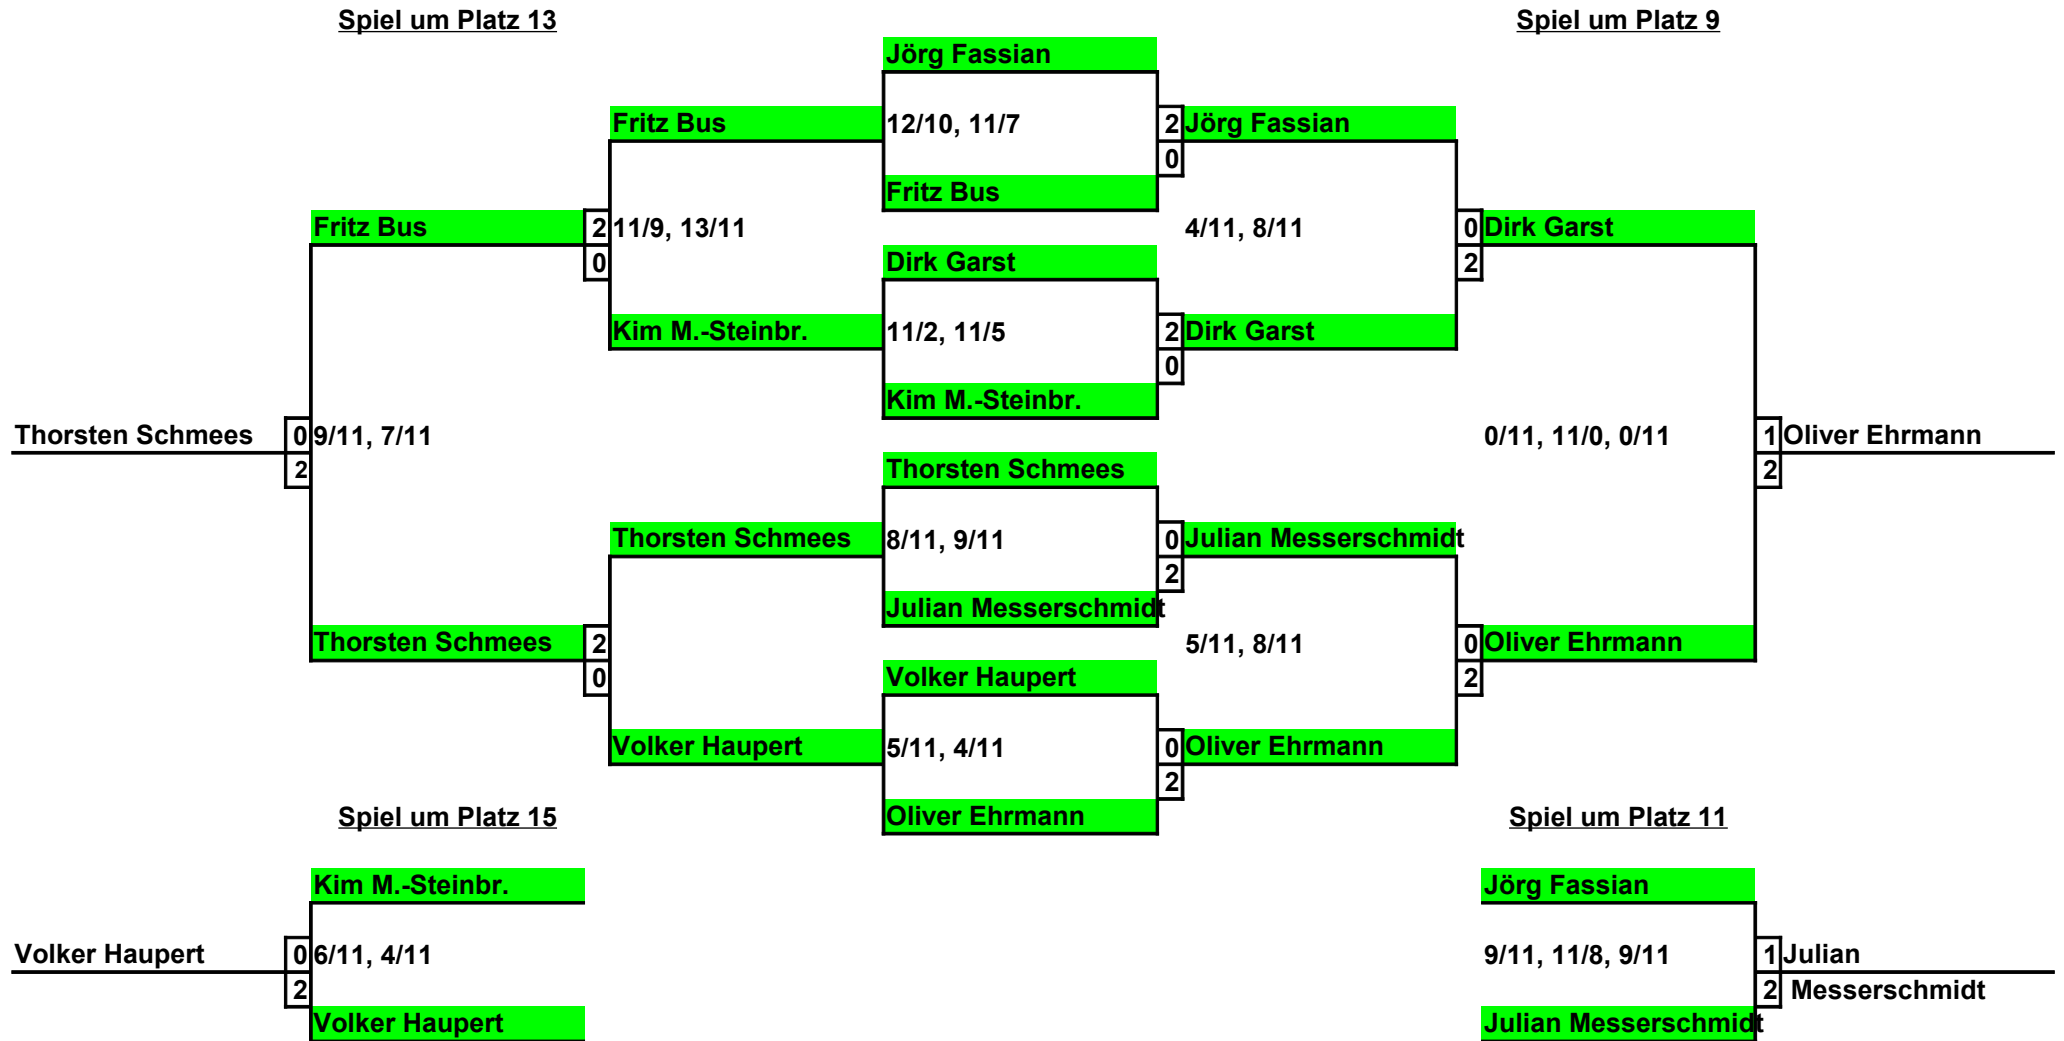 Spiel um Platz 13
Spiel um Platz 9
Jörg Fassian
Fritz Bus
12/10, 11/7
2
Jörg Fassian
0
Fritz Bus
Fritz Bus
2
11/9, 13/11
4/11, 8/11
0
Dirk Garst
0
Dirk Garst
2
Kim M.-Steinbr.
11/2, 11/5
2
Dirk Garst
0
Kim M.-Steinbr.
Thorsten Schmees
0
9/11, 7/11
0/11, 11/0, 0/11
1
Oliver Ehrmann
2
Thorsten Schmees
2
Thorsten Schmees
8/11, 9/11
0
Julian Messerschmidt
2
Julian Messerschmidt
Thorsten Schmees
2
5/11, 8/11
0
Oliver Ehrmann
0
Volker Haupert
2
Volker Haupert
5/11, 4/11
0
Oliver Ehrmann
2
Spiel um Platz 15
Oliver Ehrmann
Spiel um Platz 11
Kim M.-Steinbr.
Jörg Fassian
Volker Haupert
0
6/11, 4/11
9/11, 11/8, 9/11
1
Julian
2
2
Messerschmidt
Volker Haupert
Julian Messerschmidt